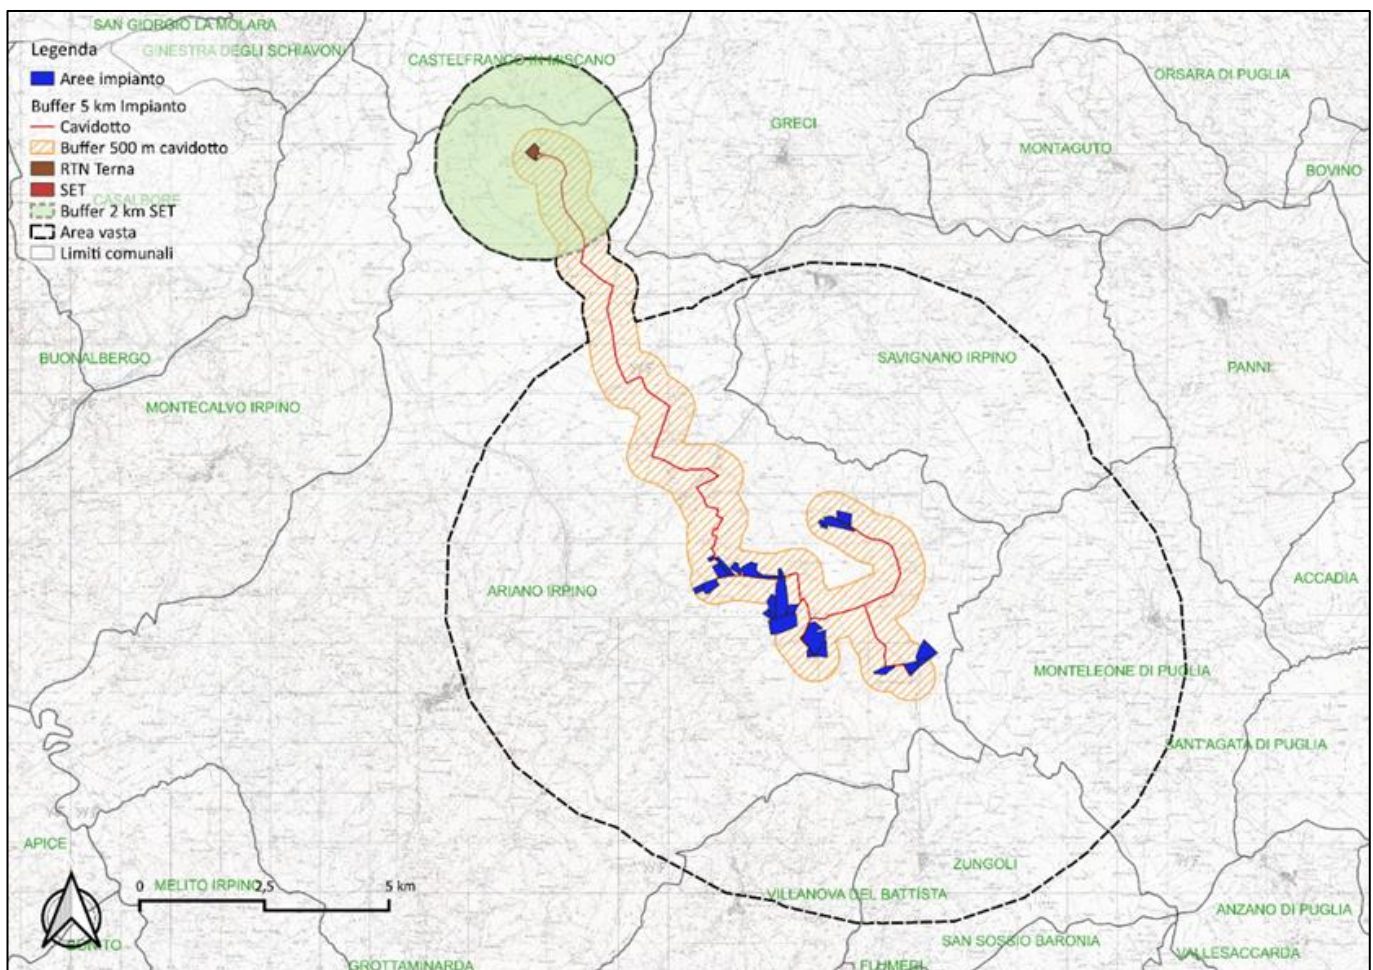 SAN GIORGIO LA MOLARA
Legenda
GINESTRA DEGLI SCHIAVONI
CASTELFRANCO IN MISCANO
ORSARA DI PUGLIA
Aree impianto
Buffer 5 km Impianto
Cavidotto
GRECI
Buffer 500 m cavidotto
MONTAGUTO
RTN Terna
BOVINO
SET
CASALBORE
Buffer 2 km SET
Area vasta
Limiti comunali
BUONALBERGO
SAVIGNANO IRPINO
PANNI
MONTECALVO IRPINO
ACCADIA
ARIANO IRPINO
MONTELEONE DI PUGLIA
SANT'AGATA DI PUGLIA
APICE
ZUNGOLI
0 2,5 5 km
MELITO IRPINO
VILLANOVA DEL BATTISTA
ANZANO DI PUGLIA
BONITO
SAN SOSSIO BARONIA
VALLESACCARDA
GROTTAMINARDA
FLUMERI